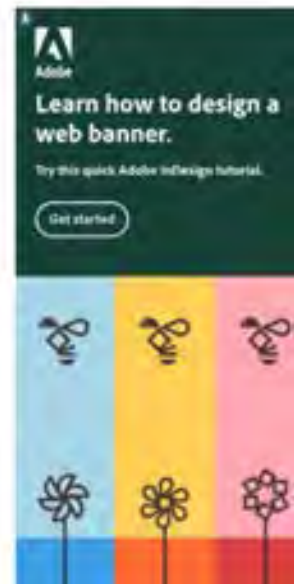 Adobe
Learn how to design a
web banner.
Try this quick Adobe InDesign tutorial.
Get started